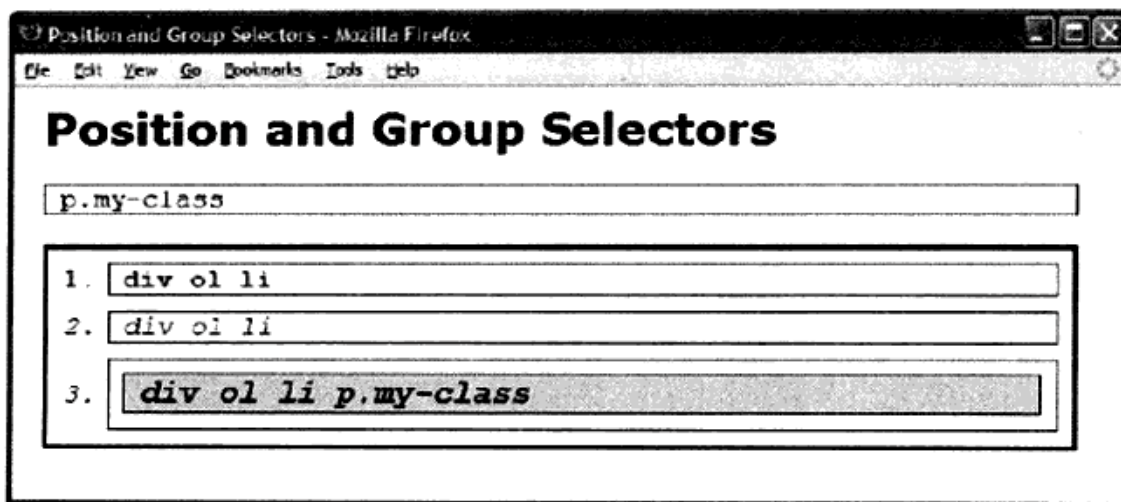 Position and Group Selectors - Mozilla Firefox
File Edit View Go Bookmarks Tools Help
Position and Group Selectors
p.my-class
1. div ol li
2. div ol li
3. div ol li p.my-class